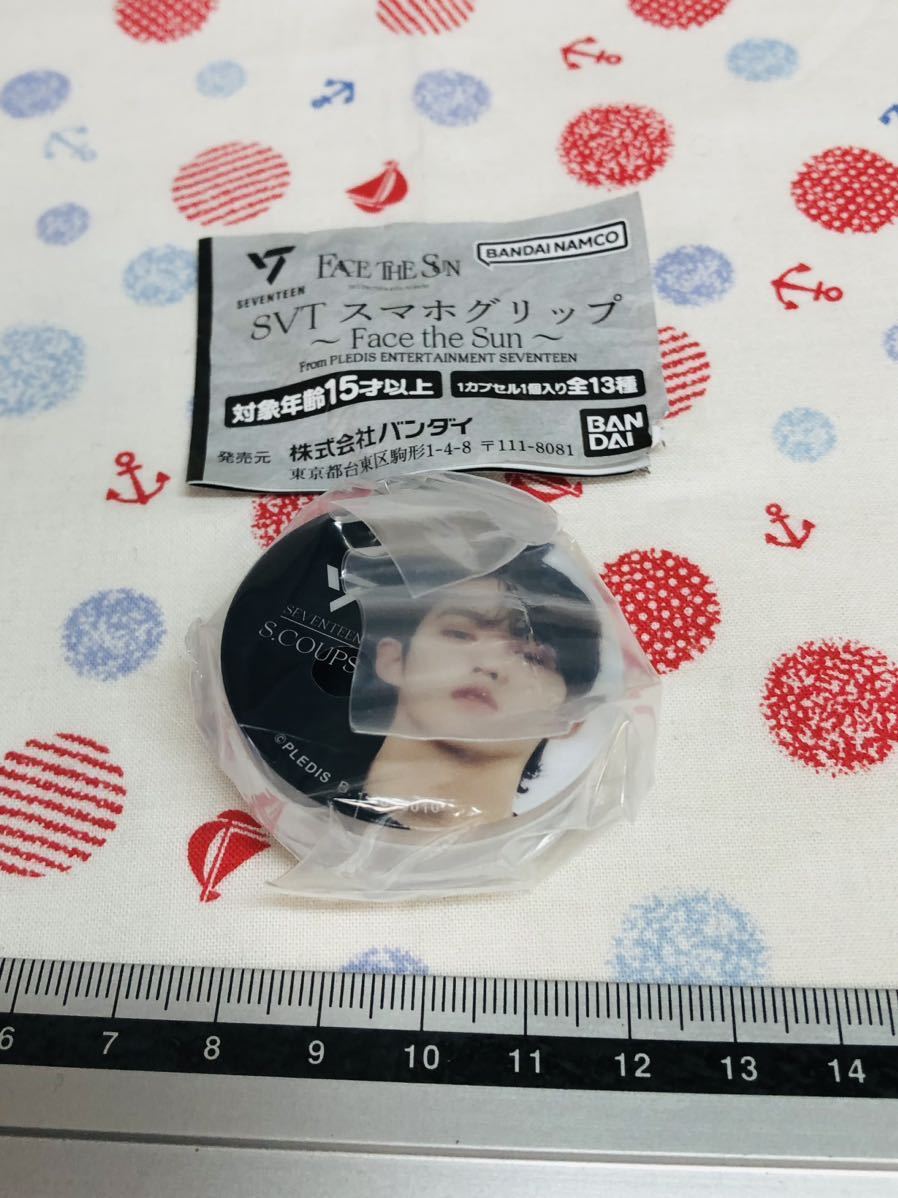 SEVENTEEN
FACE THE SUN
BANDAI NAMCO
SVT スマホグリップ
~ Face the Sun ~
From PLEDIS ENTERTAINMENT SEVENTEEN
対象年齢15才以上
1カプセル1個入り全13種
発売元
株式会社バンダイ
東京都台東区駒形1-4-8 〒111-8081
BAN
DAI
SEVENTEEN
S.COUPS
©PLEDIS B
6 7 8 9 10 11 12 13 14